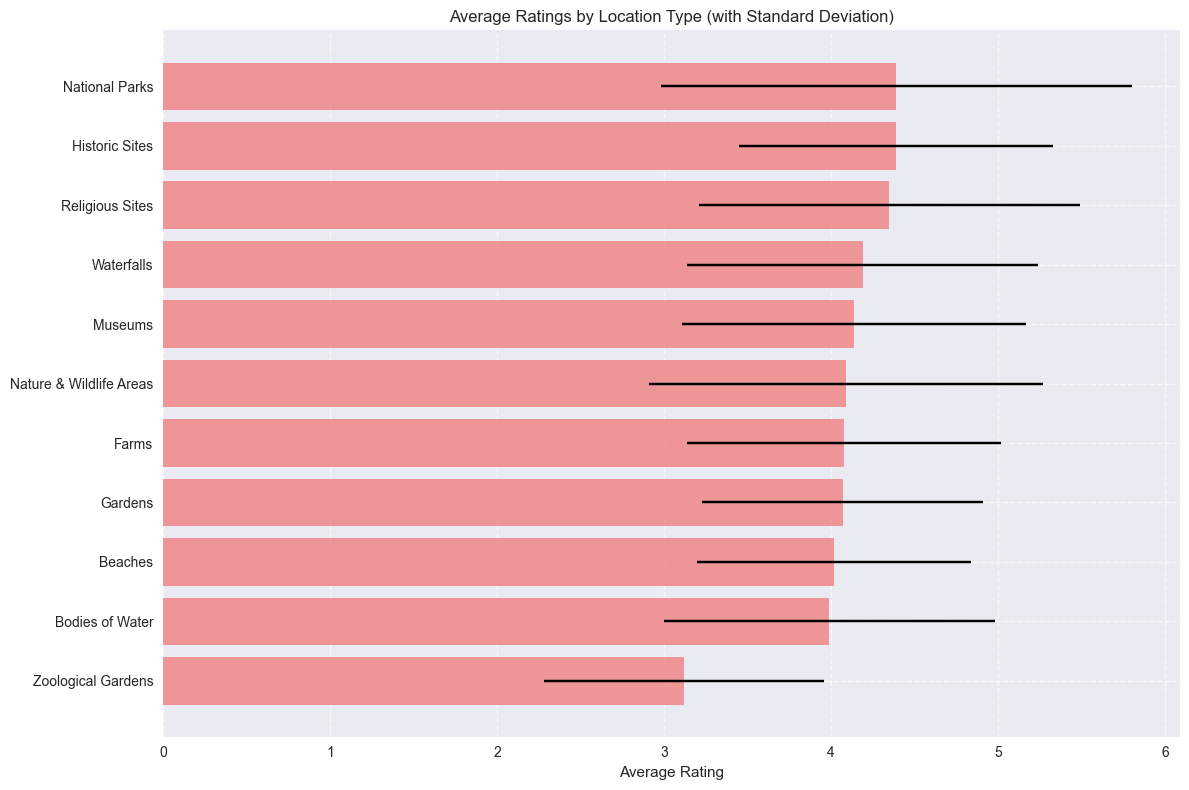 Average Ratings by Location Type (with Standard Deviation)
National Parks
Historic Sites
Religious Sites
Waterfalls
Museums
Nature & Wildlife Areas
Farms
Gardens
Beaches
Bodies of Water
Zoological Gardens
0 1 2 3 4 5 6
Average Rating